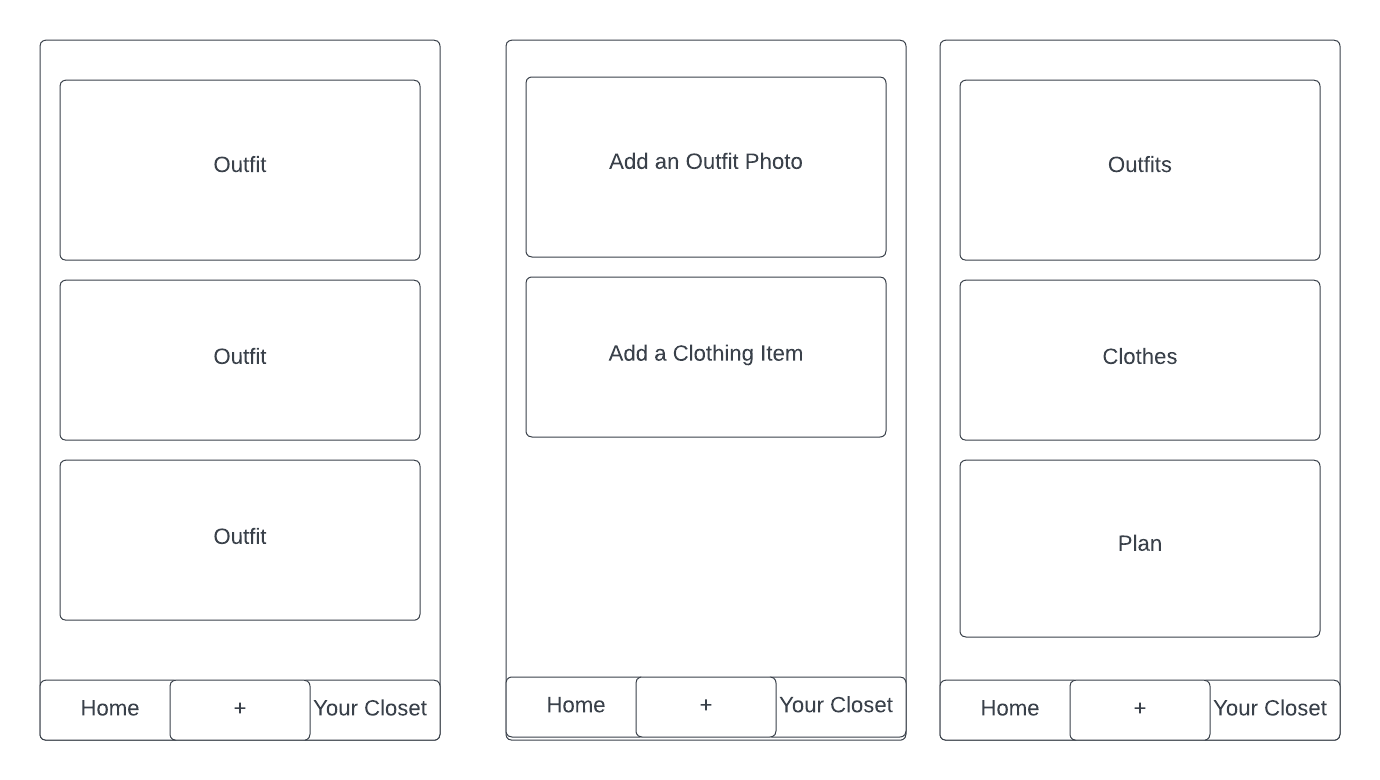 Outfit
Outfit
Outfit
Home
+
Your Closet
Add an Outfit Photo
Add a Clothing Item
Home
+
Your Closet
Outfits
Clothes
Plan
Home
+
Your Closet